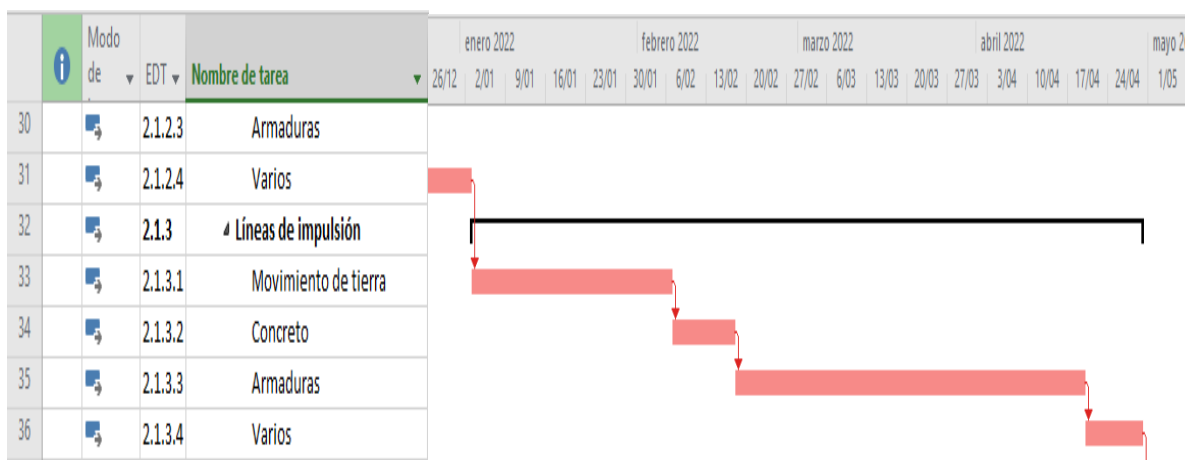 Modo
de EDT Nombre de tarea
enero 2022 febrero 2022 marzo 2022 abril 2022 mayo 2
26/12 2/01 9/01 16/01 23/01 30/01 6/02 13/02 20/02 27/02 6/03 13/03 20/03 27/03 3/04 10/04 17/04 24/04 1/05
30 2.1.2.3 Armaduras
31 2.1.2.4 Varios
32 2.1.3 Líneas de impulsión
33 2.1.3.1 Movimiento de tierra
34 2.1.3.2 Concreto
35 2.1.3.3 Armaduras
36 2.1.3.4 Varios